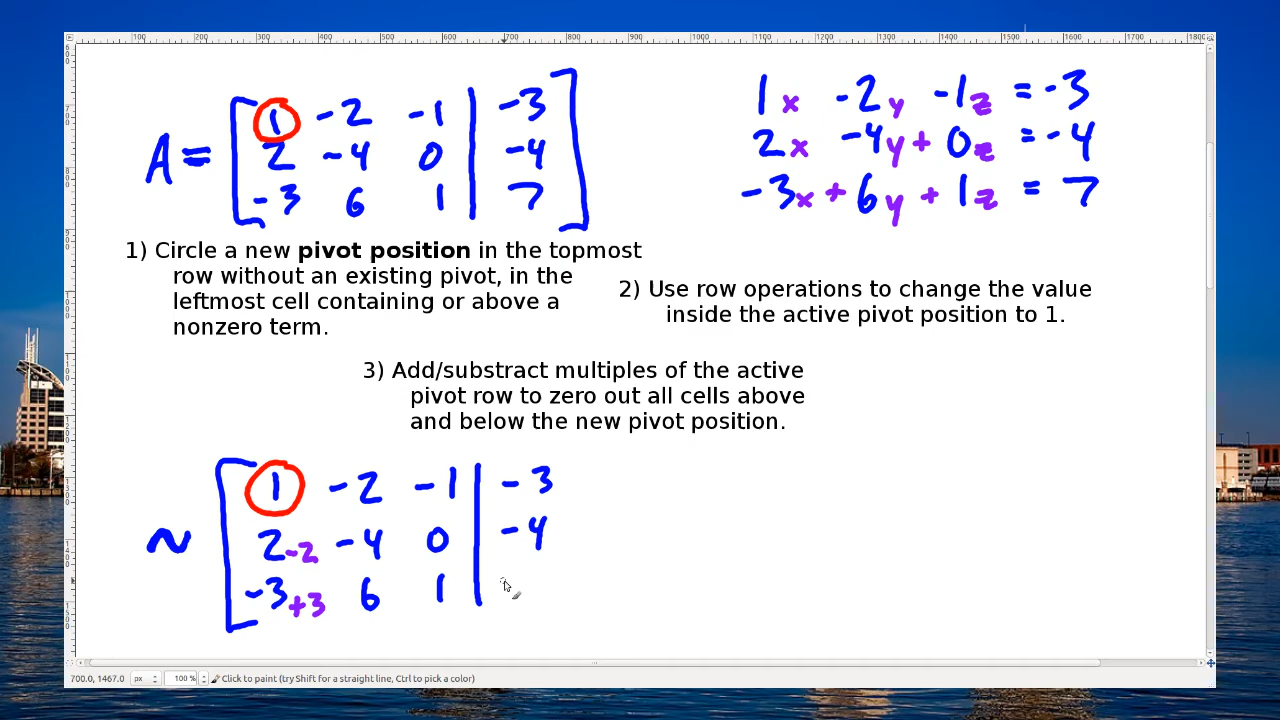 1 -2 -1 -3
A = 2 -4 0 -4
-3 6 1 7
1x -2y -1z = -3
2x -4y + 0z = -4
-3x + 6y + 1z = 7
1) Circle a new pivot position in the topmost
row without an existing pivot, in the
leftmost cell containing or above a
nonzero term.
2) Use row operations to change the value
inside the active pivot position to 1.
3) Add/substract multiples of the active
pivot row to zero out all cells above
and below the new pivot position.
1 -2 -1 -3
~ 2-2 -4 0 -4
-3+3 6 1
700.0, 1467.0 px 100 % Click to paint (try Shift for a straight line, Ctrl to pick a color)